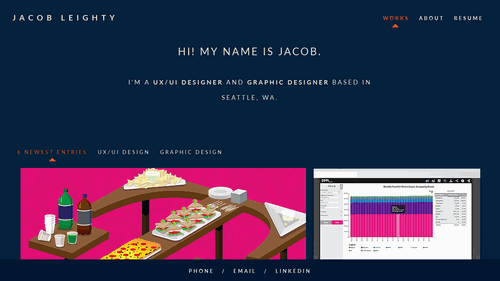 JACOB LEIGHTY
WORKS ABOUT RESUME
HI! MY NAME IS JACOB.
I'M A UX/UI DESIGNER AND GRAPHIC DESIGNER BASED IN
SEATTLE, WA.
6 NEWEST ENTRIES UX/UI DESIGN GRAPHIC DESIGN
PHONE / EMAIL / LINKEDIN